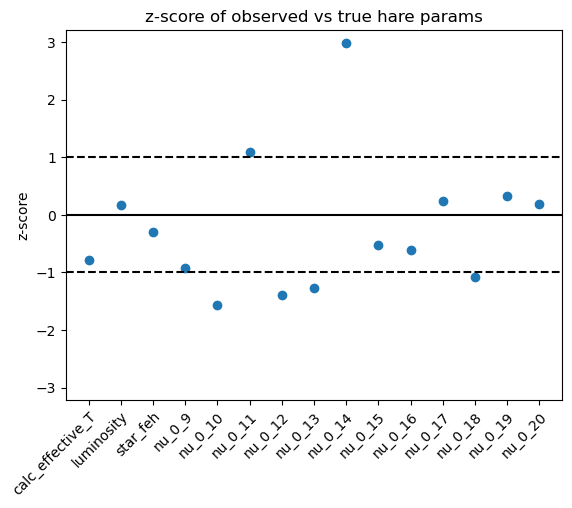 z-score of observed vs true hare params
3
2
1
0
−1
−2
−3
z-score
calc_effective_T
luminosity
star_feh
nu_0_9
nu_0_10
nu_0_11
nu_0_12
nu_0_13
nu_0_14
nu_0_15
nu_0_16
nu_0_17
nu_0_18
nu_0_19
nu_0_20